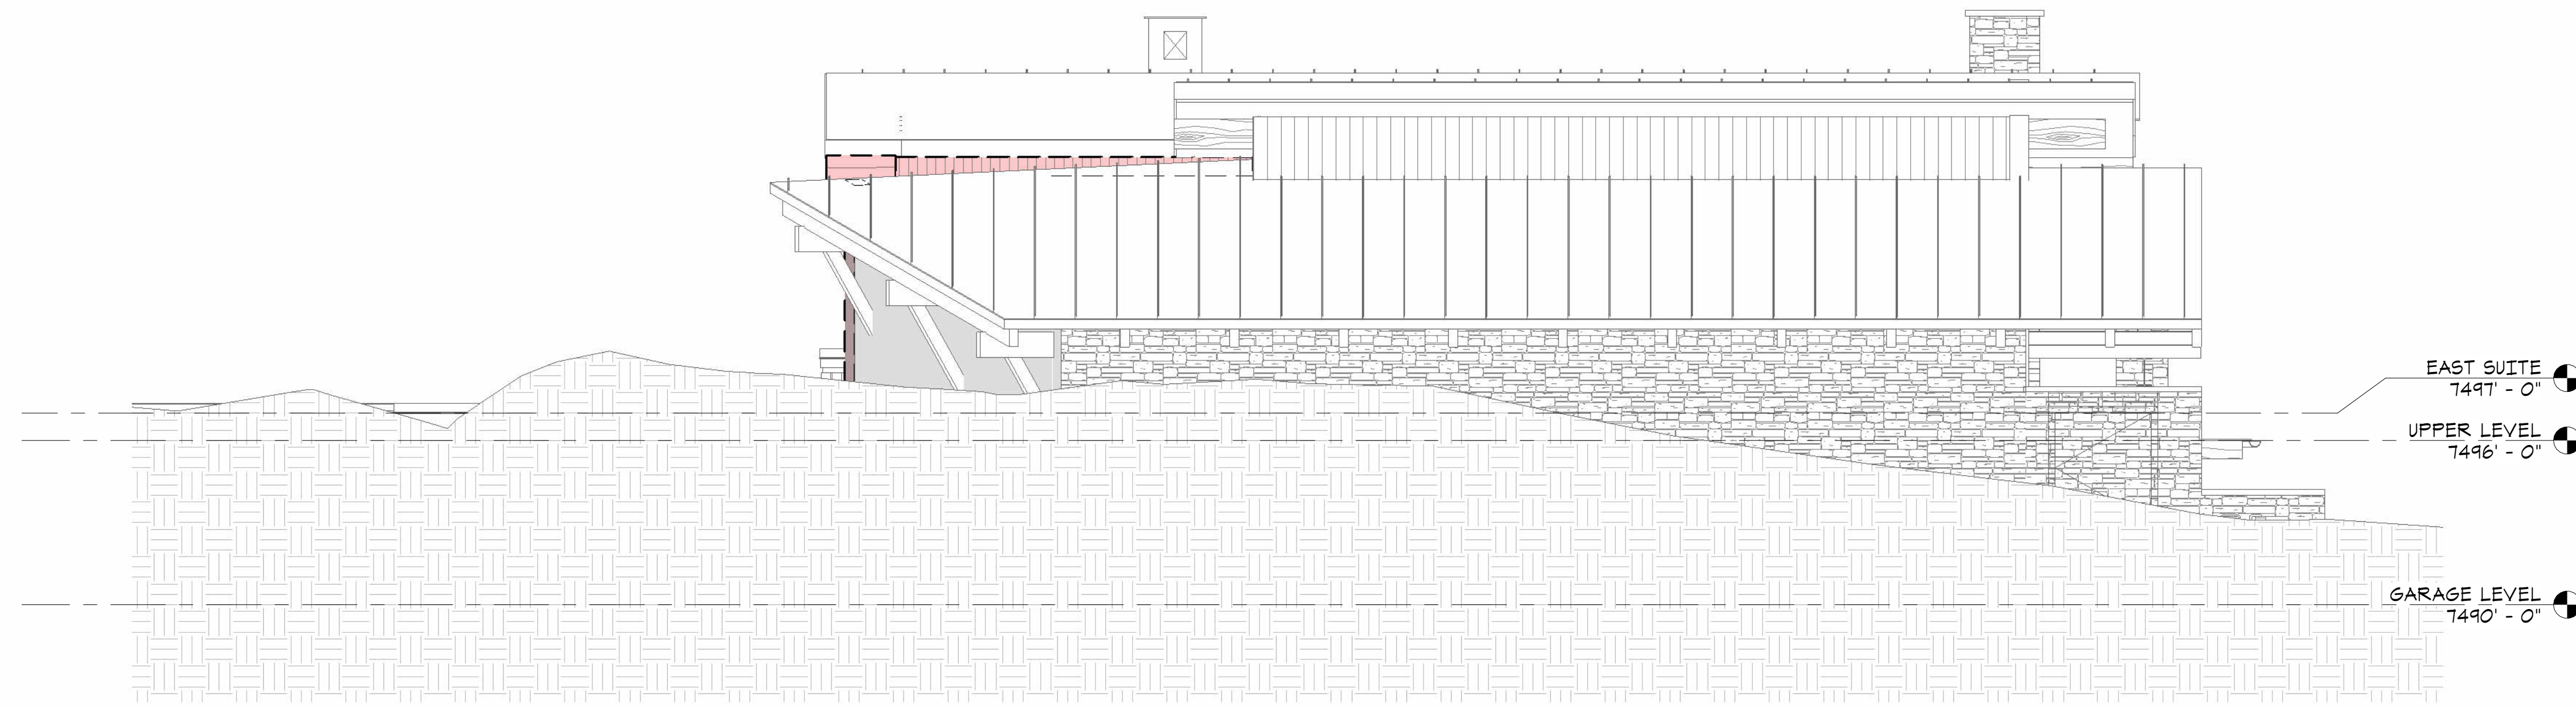 EAST SUITE
7497' - 0"
UPPER LEVEL
7496' - 0"
GARAGE LEVEL
7490' - 0"